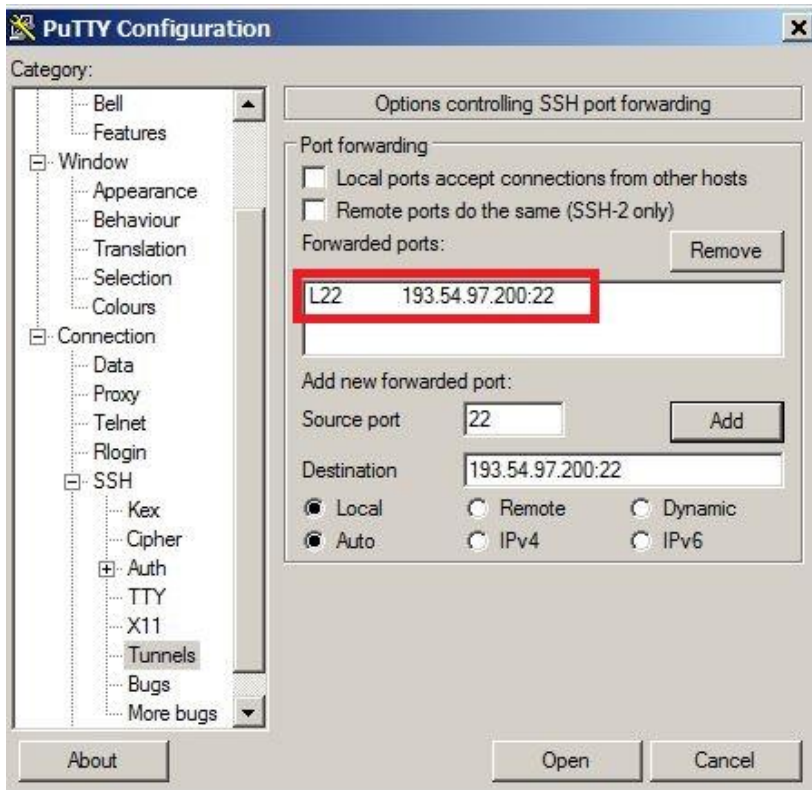 PuTTY Configuration
Category:
Bell
Features
Window
Appearance
Behaviour
Translation
Selection
Colours
Connection
Data
Proxy
Telnet
Rlogin
SSH
Kex
Cipher
Auth
TTY
X11
Tunnels
Bugs
More bugs
Options controlling SSH port forwarding
Port forwarding
Local ports accept connections from other hosts
Remote ports do the same (SSH-2 only)
Forwarded ports:
Remove
L22 193.54.97.200:22
Add new forwarded port:
Source port 22 Add
Destination 193.54.97.200:22
Local Remote Dynamic
Auto IPv4 IPv6
About Open Cancel